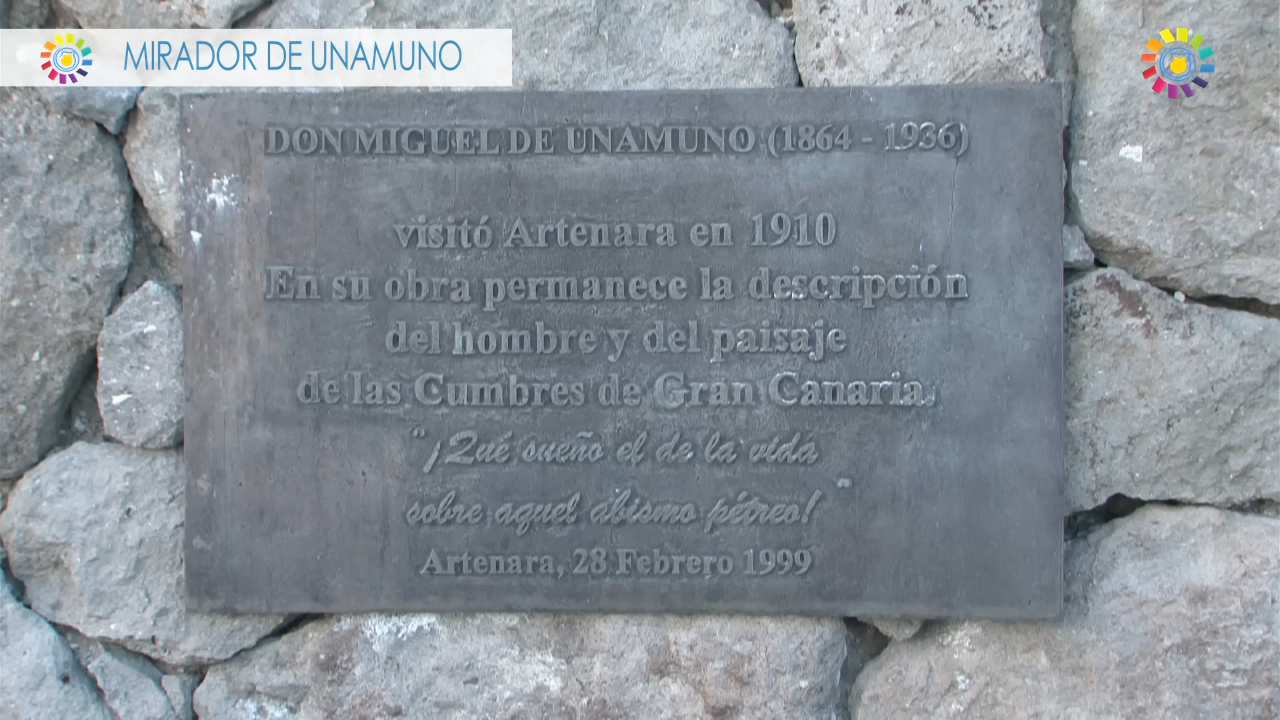 MIRADOR DE UNAMUNO
DON MIGUEL DE UNAMUNO (1864 - 1936)
visitó Artenara en 1910
En su obra permanece la descripción
del hombre y del paisaje
de las Cumbres de Gran Canaria.
"¡Qué sueño el de la vida
sobre aquel abismo pétreo!"
Artenara, 28 Febrero 1999